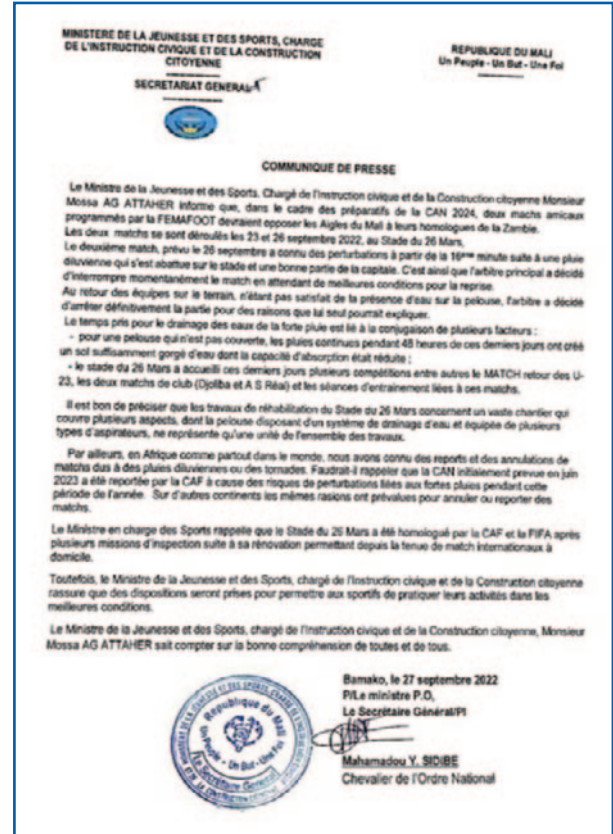 MINISTERE DE LA JEUNESSE ET DES SPORTS, CHARGE
DE L'INSTRUCTION CIVIQUE ET DE LA CONSTRUCTION
CITOYENNE
SECRETARIAT GENERAL
REPUBLIQUE DU MALI
Un Peuple - Un But - Une Foi
COMMUNIQUE DE PRESSE
Le Ministre de la Jeunesse et des Sports, Chargé de l'Instruction civique et de la Construction citoyenne Monsieur
Mossa AG ATTAHER informe que, dans le cadre des préparatifs de la CAN 2024, deux machs amicaux
programmés par la FEMAFOOT devraient opposer les Aigles du Mali à leurs homologues de la Zambie.
Les deux matchs se sont déroulés les 23 et 26 septembre 2022, au Stade du 26 Mars,
Le deuxième match, prévu le 26 septembre a connu des perturbations à partir de la 16ème minute suite à une pluie
diluvienne qui s'est abattue sur le stade et une bonne partie de la capitale. C'est ainsi que l'arbitre principal a décidé
d'interrompre momentanément le match en attendant de meilleures conditions pour la reprise.
Au retour des équipes sur le terrain, n'étant pas satisfait de la présence d'eau sur la pelouse, l'arbitre a décidé
d'arrêter définitivement la partie pour des raisons que lui seul pourrait expliquer.
Le temps pris pour le drainage des eaux de la forte pluie est lié à la conjugaison de plusieurs facteurs :
- pour une pelouse qui n'est pas couverte, les pluies continues pendant 48 heures de ces derniers jours ont créé
un sol suffisamment gorgé d'eau dont la capacité d'absorption était réduite ;
- le stade du 26 Mars a accueilli ces derniers jours plusieurs compétitions entre autres le MATCH retour des U-
23, les deux matchs de club (Djoliba et A S Réal) et les séances d'entrainement liées à ces matchs.
Il est bon de préciser que les travaux de réhabilitation du Stade du 26 Mars concernent un vaste chantier qui
couvre plusieurs aspects, dont la pelouse disposant d'un système de drainage d'eau et équipée de plusieurs
types d'aspirateurs, ne représente qu'une unité de l'ensemble des travaux.
Par ailleurs, en Afrique comme partout dans le monde, nous avons connu des reports et des annulations de
matchs dus à des pluies diluviennes ou des tornades. Faudrait-il rappeler que la CAN initialement prevue en juin
2023 a été reportée par la CAF à cause des risques de perturbations liées aux fortes pluies pendant cette
période de l'année. Sur d'autres continents les mêmes rasions ont prévalues pour annuler ou reporter des
matchs.
Le Ministre en charge des Sports rappelle que le Stade du 26 Mars a été homologué par la CAF et la FIFA après
plusieurs missions d'inspection suite à sa rénovation permettant depuis la tenue de match internationaux à
domicile.
Toutefois, le Ministre de la Jeunesse et des Sports, chargé de l'Instruction civique et de la Construction citoyenne
rassure que des dispositions seront prises pour permettre aux sportifs de pratiquer leurs activités dans les
meilleures conditions.
Le Ministre de la Jeunesse et des Sports, chargé de l'Instruction civique et de la Construction citoyenne, Monsieur
Mossa AG ATTAHER sait compter sur la bonne compréhension de toutes et de tous.
Bamako, le 27 septembre 2022
P/Le ministre P.O,
Le Secrétaire Général/PI
Mahamadou Y. SIDIBE
Chevalier de l'Ordre National
République du Mali
Un Peuple - Un But - Une Foi
Le Secrétaire Général